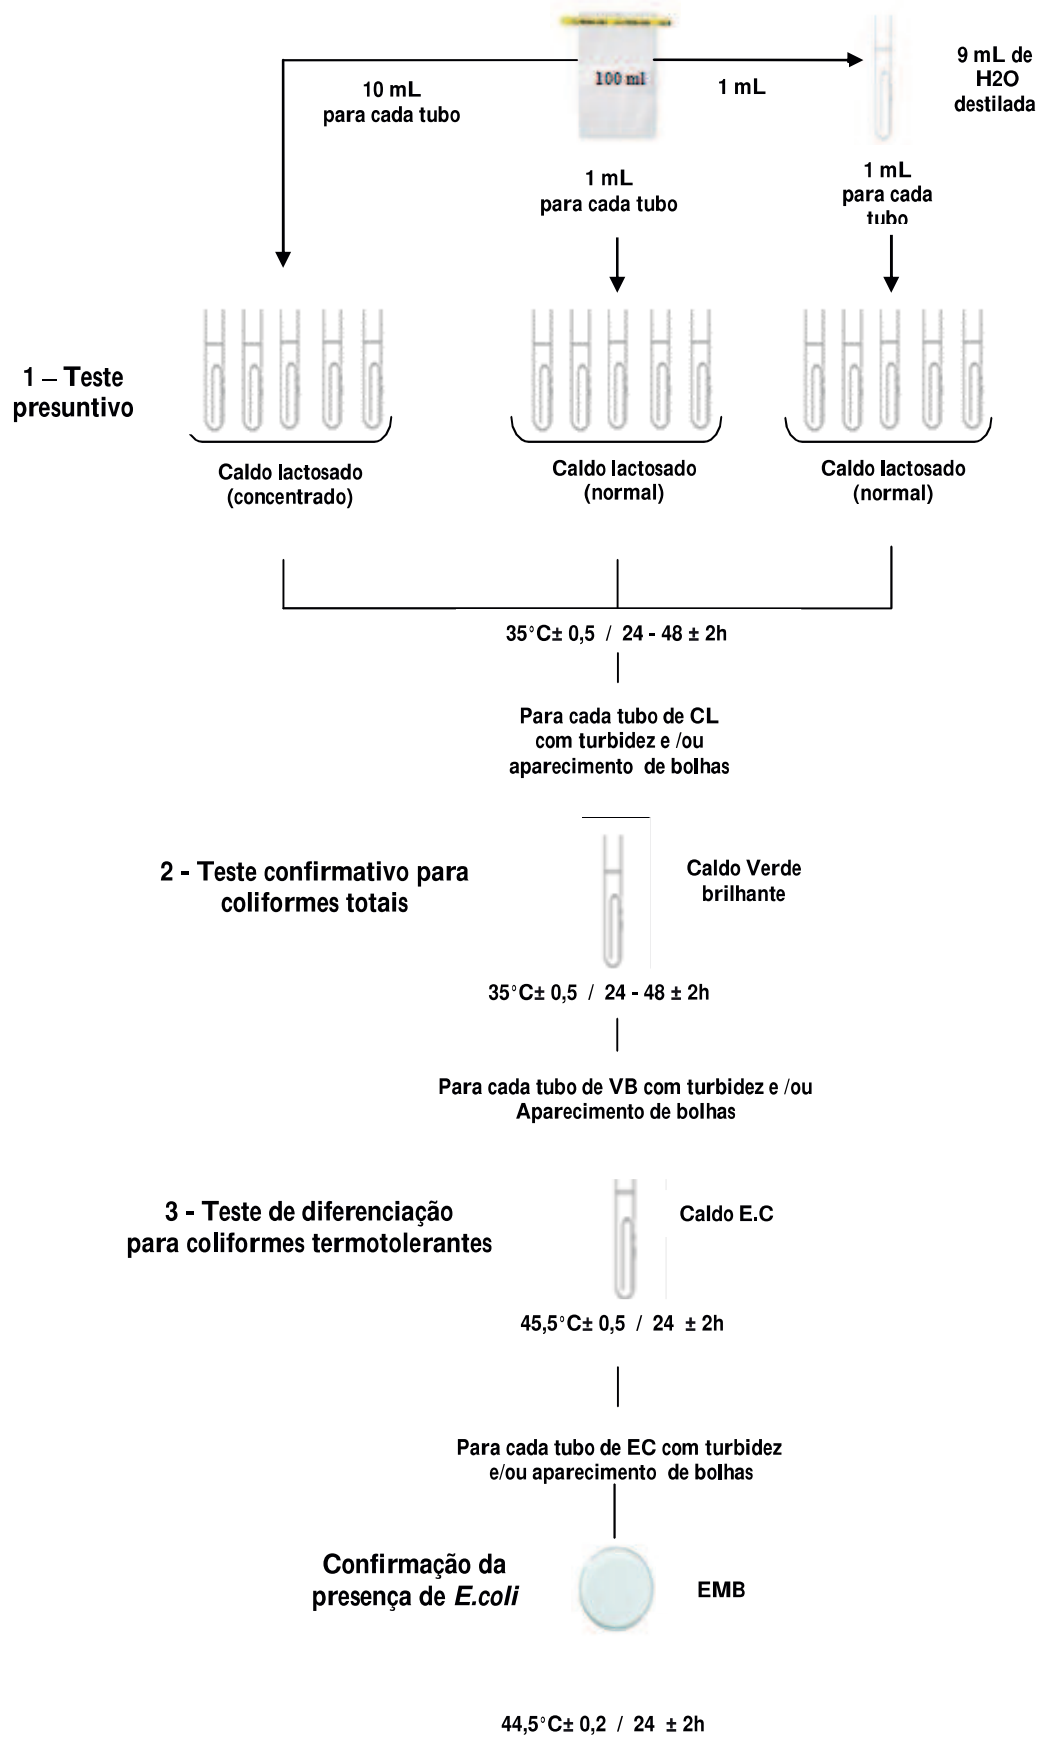 100 ml
10 mL
para cada tubo
1 mL
9 mL de
H2O
destilada
1 mL
para cada tubo
1 mL
para cada
tubo
1 – Teste
presuntivo
Caldo lactosado
(concentrado)
Caldo lactosado
(normal)
Caldo lactosado
(normal)
35°C± 0,5 / 24 - 48 ± 2h
Para cada tubo de CL
com turbidez e /ou
aparecimento de bolhas
2 - Teste confirmativo para
coliformes totais
Caldo Verde
brilhante
35°C± 0,5 / 24 - 48 ± 2h
Para cada tubo de VB com turbidez e /ou
Aparecimento de bolhas
3 - Teste de diferenciação
para coliformes termotolerantes
Caldo E.C
45,5°C± 0,5 / 24 ± 2h
Para cada tubo de EC com turbidez
e/ou aparecimento de bolhas
Confirmação da
presença de E.coli
EMB
44,5°C± 0,2 / 24 ± 2h